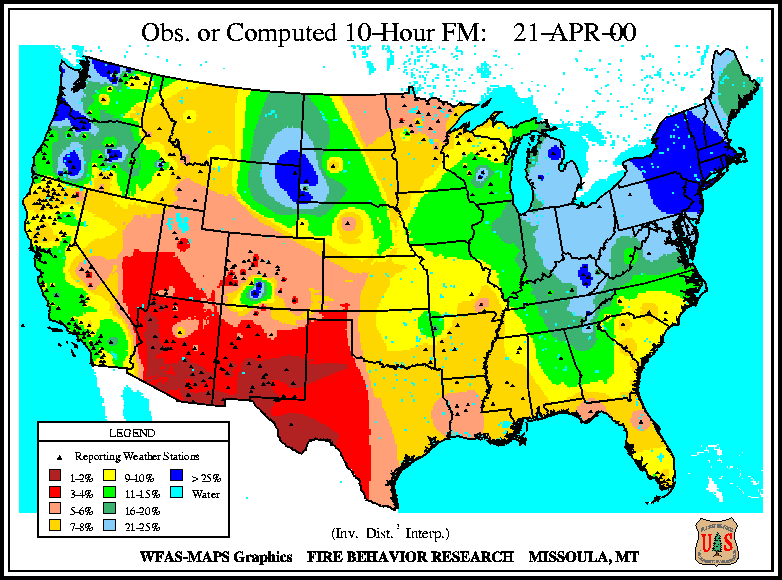 Obs. or Computed 10-Hour FM: 21-APR-00
LEGEND
▲ Reporting Weather Stations
1-2% 9-10% > 25%
3-4% 11-15% Water
5-6% 16-20%
7-8% 21-25%
(Inv. Dist.² Interp.)
WFAS-MAPS Graphics FIRE BEHAVIOR RESEARCH MISSOULA, MT
U S